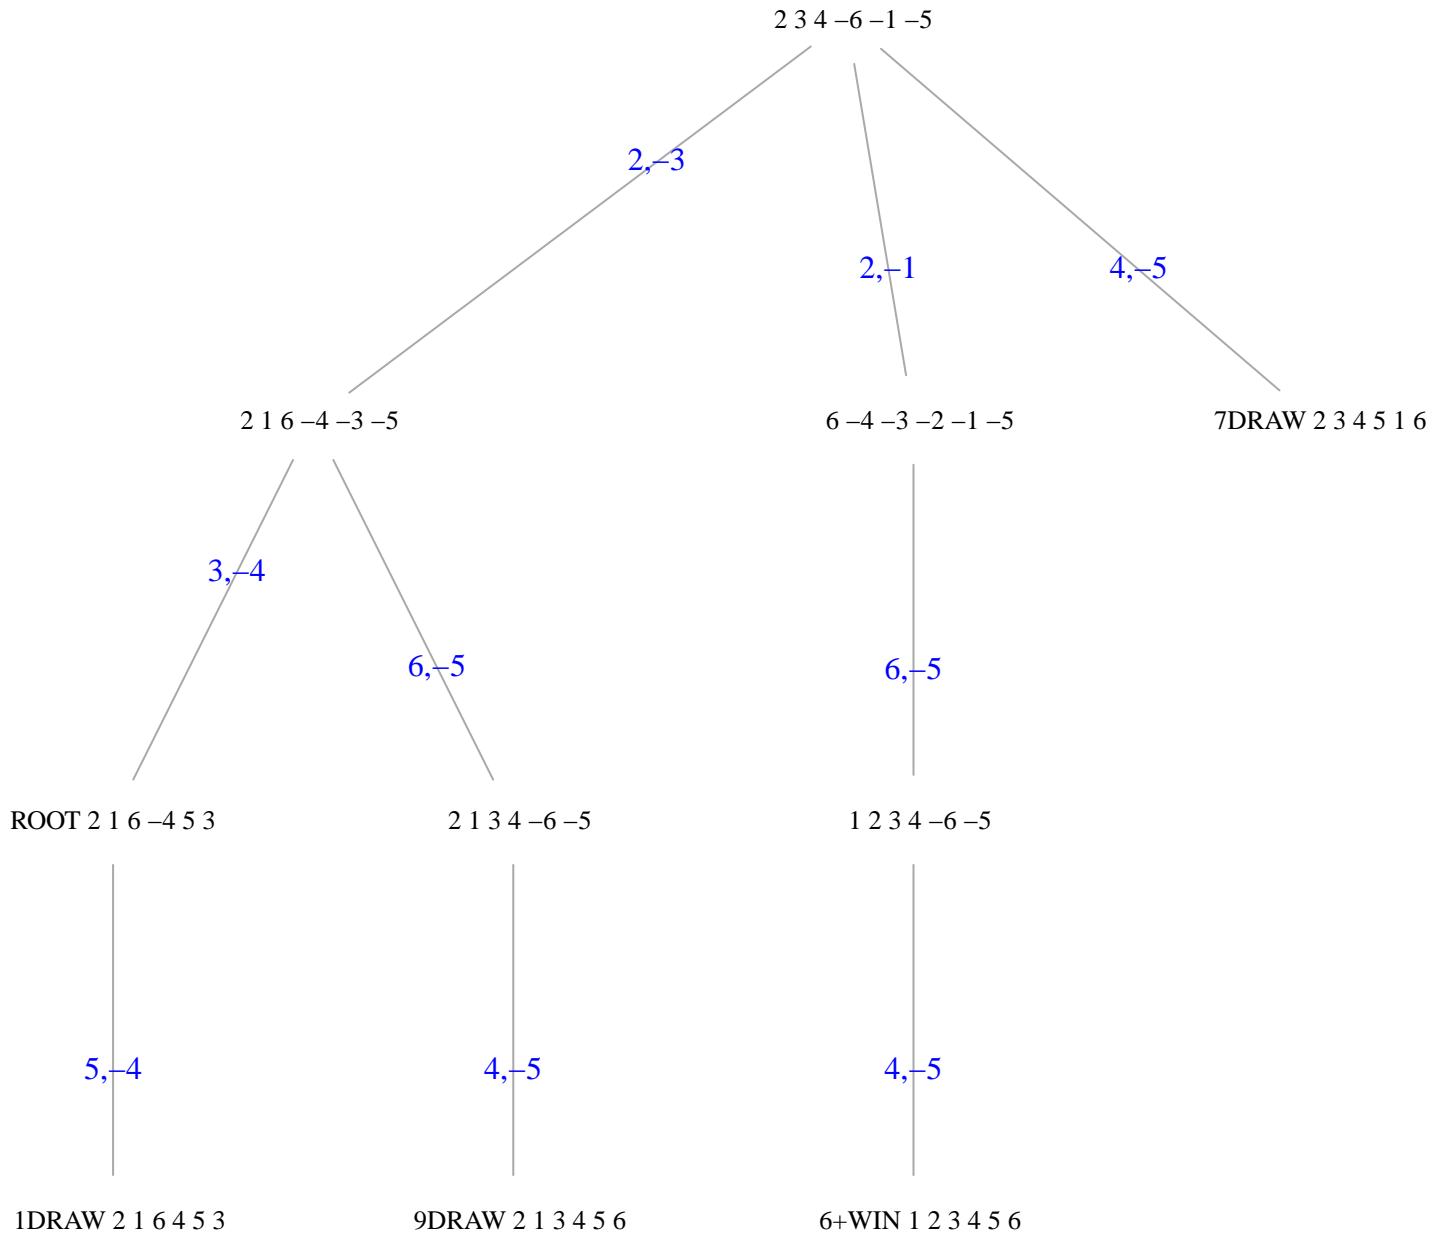 2 3 4 –6 –1 –5
2,–3
2,–1
4,–5
2 1 6 –4 –3 –5
6 –4 –3 –2 –1 –5
7DRAW 2 3 4 5 1 6
3,–4
6,–5
6,–5
ROOT 2 1 6 –4 5 3
2 1 3 4 –6 –5
1 2 3 4 –6 –5
5,–4
4,–5
4,–5
1DRAW 2 1 6 4 5 3
9DRAW 2 1 3 4 5 6
6+WIN 1 2 3 4 5 6